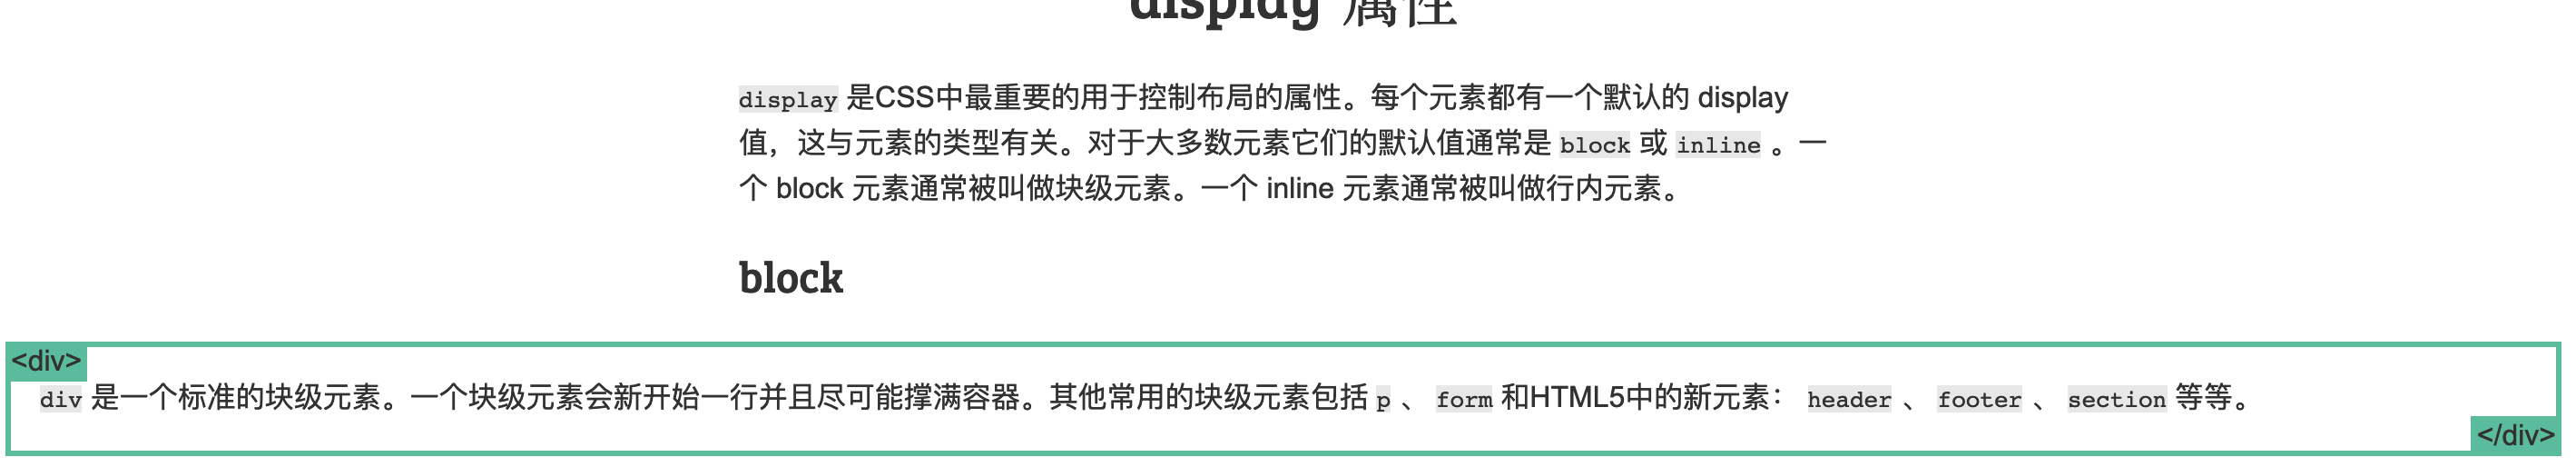 display 属性
display 是CSS中最重要的用于控制布局的属性。每个元素都有一个默认的 display
值，这与元素的类型有关。对于大多数元素它们的默认值通常是 block 或 inline 。一
个 block 元素通常被叫做块级元素。一个 inline 元素通常被叫做行内元素。
block
<div>
div 是一个标准的块级元素。一个块级元素会新开始一行并且尽可能撑满容器。其他常用的块级元素包括 p 、 form 和HTML5中的新元素： header 、 footer 、 section 等等。
</div>